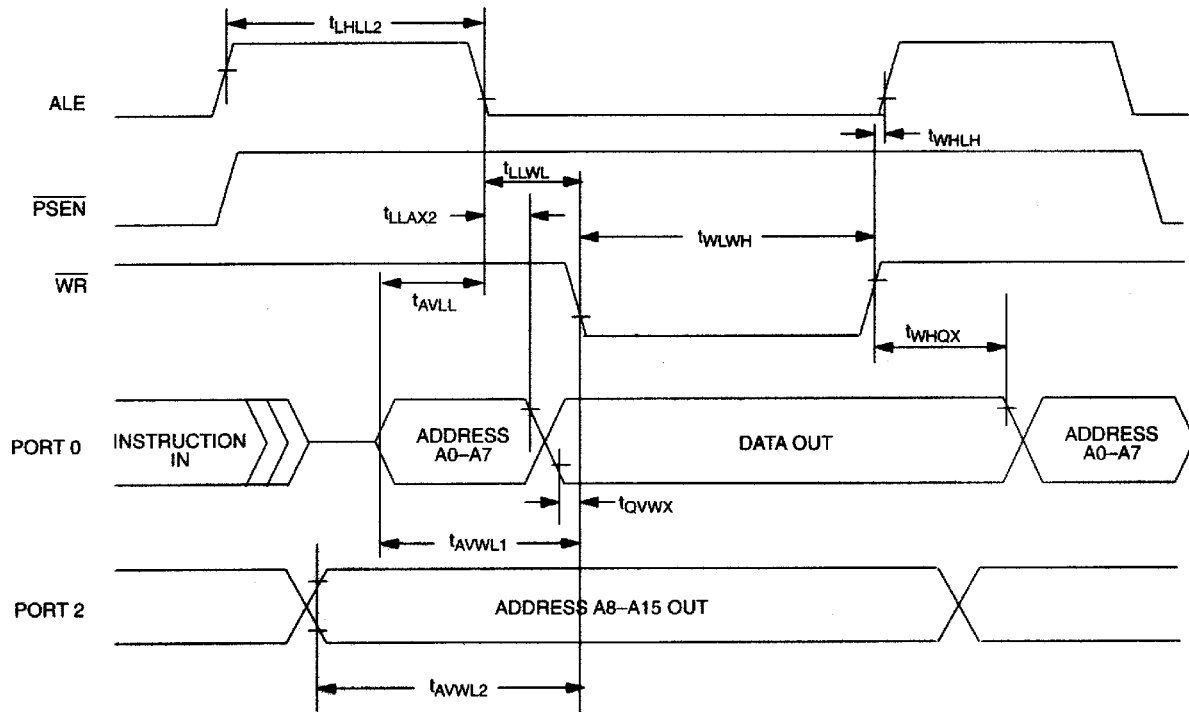 tLHLL2
ALE
tWHLH
tLLWL
PSEN
tLLAX2
tWLWH
WR
tAVLL
tWHQX
PORT 0
INSTRUCTION
IN
ADDRESS
A0–A7
DATA OUT
ADDRESS
A0–A7
tQVWX
tAVWL1
PORT 2
ADDRESS A8–A15 OUT
tAVWL2